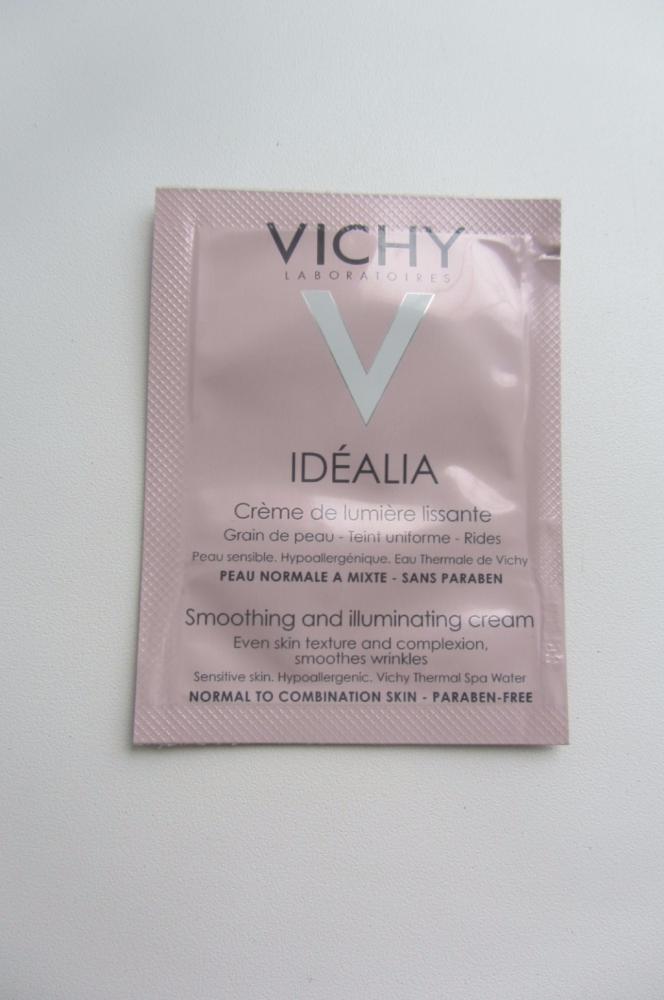 VICHY
LABORATOIRES
V
IDÉALIA
Crème de lumière lissante
Grain de peau - Teint uniforme - Rides
Peau sensible. Hypoallergénique. Eau Thermale de Vichy
PEAU NORMALE A MIXTE - SANS PARABEN
Smoothing and illuminating cream
Even skin texture and complexion,
smoothes wrinkles
Sensitive skin. Hypoallergenic. Vichy Thermal Spa Water
NORMAL TO COMBINATION SKIN - PARABEN-FREE